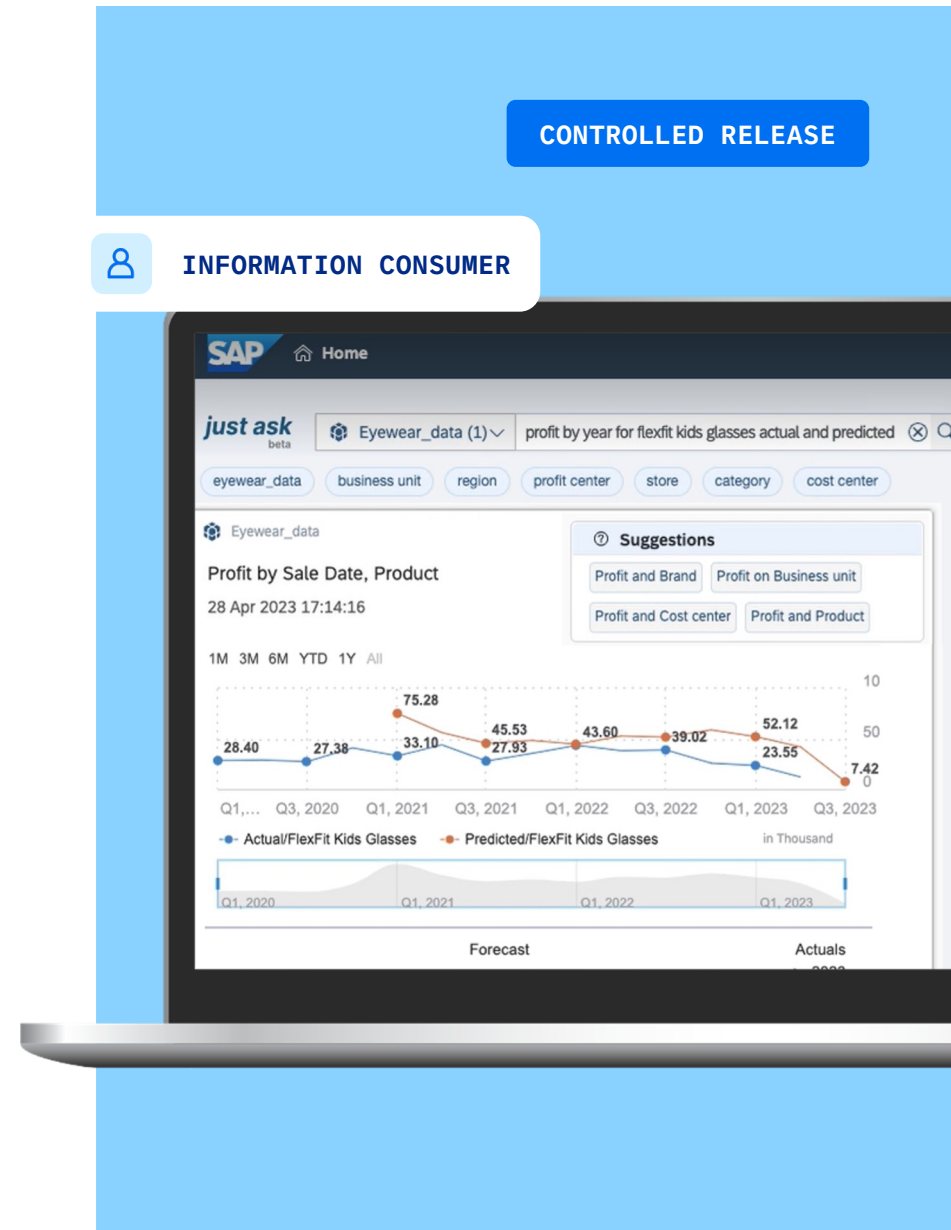 CONTROLLED RELEASE
INFORMATION CONSUMER
SAP Home
just ask
beta
Eyewear_data (1) profit by year for flexfit kids glasses actual and predicted
eyewear_data business unit region profit center store category cost center
Eyewear_data
Suggestions
Profit by Sale Date, Product
28 Apr 2023 17:14:16
Profit and Brand Profit on Business unit
Profit and Cost center Profit and Product
1M 3M 6M YTD 1Y All
10
75.28
50
28.40 27.38 33.10 45.53 27.93 43.60 39.02 52.12 23.55 7.42
0
Q1,... Q3, 2020 Q1, 2021 Q3, 2021 Q1, 2022 Q3, 2022 Q1, 2023 Q3, 2023
Actual/FlexFit Kids Glasses Predicted/FlexFit Kids Glasses in Thousand
Q1, 2020 Q1, 2021 Q1, 2022 Q1, 2023
Forecast Actuals